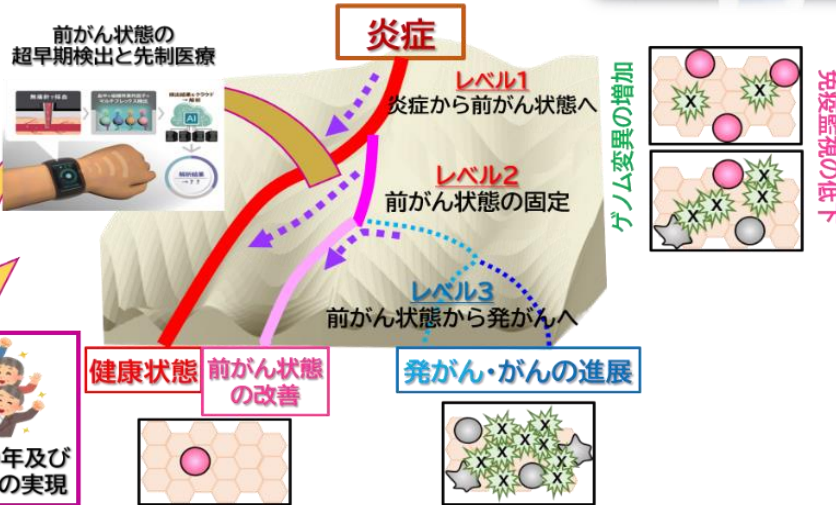 前がん状態の
超早期検出と先制医療
AI
炎症
レベル1
炎症から前がん状態へ
レベル2
前がん状態の固定
レベル3
前がん状態から発がんへ
ゲノム変異の増加
免疫監視の低下
X
X
X
X
X
X
健康状態
前がん状態
の改善
発がん・がんの進展
年及び
の実現
X
X
X
X
X
X
X
X